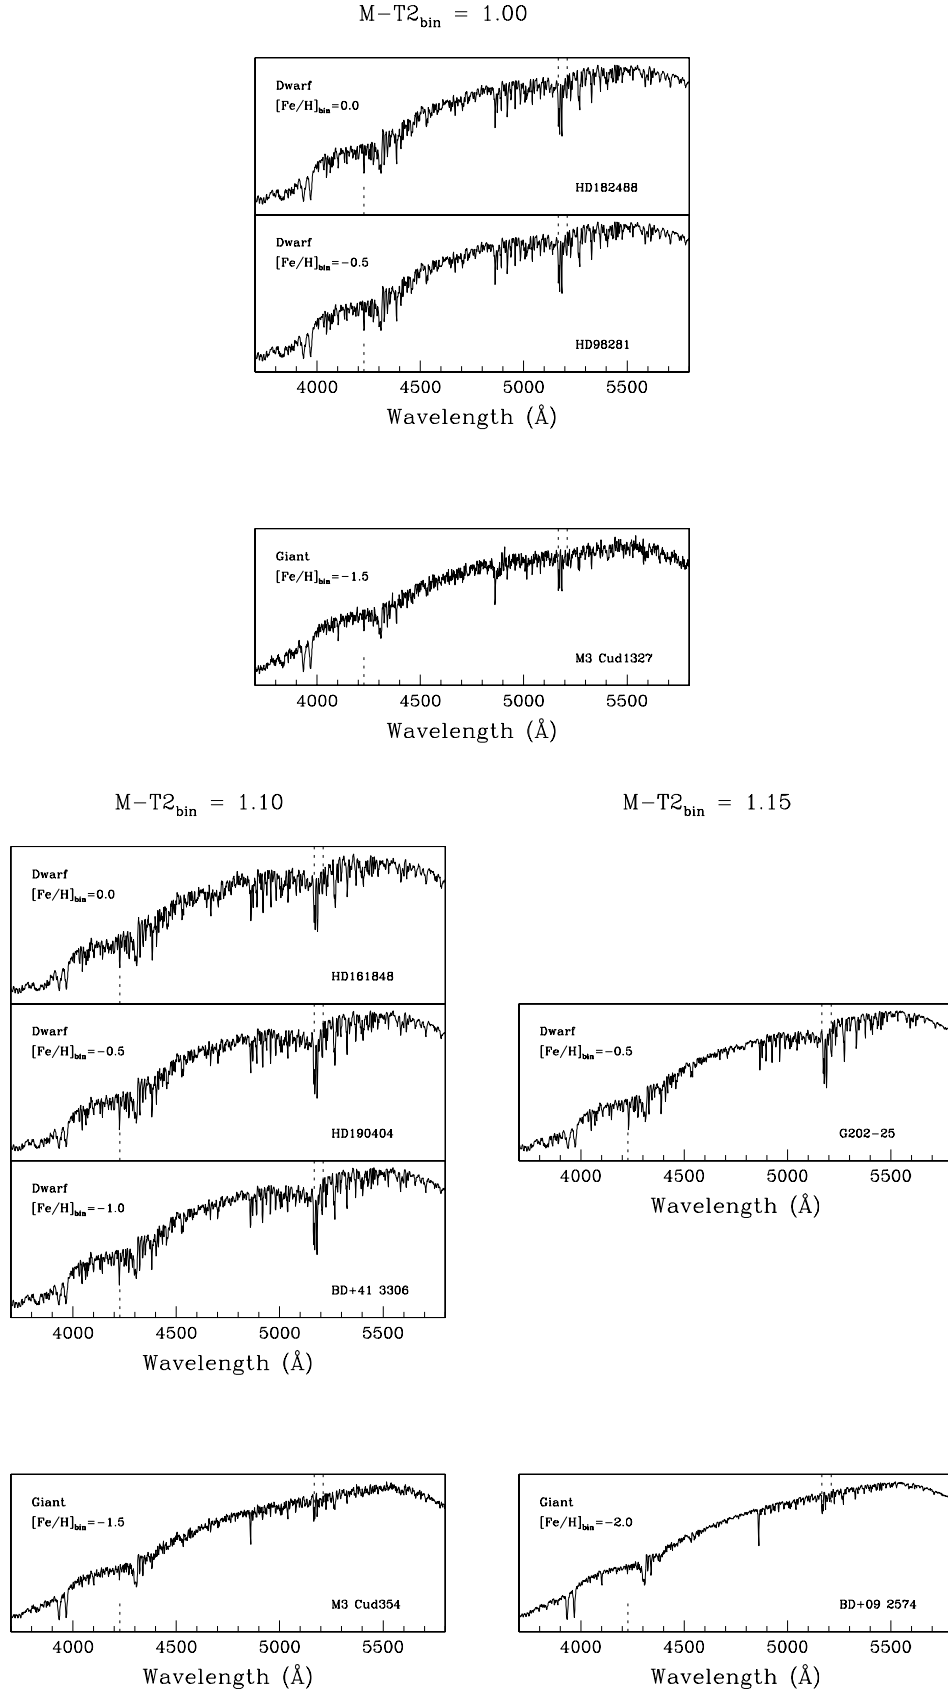 M−T2bin = 1.00
Dwarf
[Fe/H]bin=0.0
HD182488
Dwarf
[Fe/H]bin=−0.5
HD98281
4000 4500 5000 5500
Wavelength (Å)
Giant
[Fe/H]bin=−1.5
M3 Cud1327
4000 4500 5000 5500
Wavelength (Å)
M−T2bin = 1.10
Dwarf
[Fe/H]bin=0.0
HD161848
Dwarf
[Fe/H]bin=−0.5
HD190404
Dwarf
[Fe/H]bin=−1.0
BD+41 3306
4000 4500 5000 5500
Wavelength (Å)
Giant
[Fe/H]bin=−1.5
M3 Cud354
4000 4500 5000 5500
Wavelength (Å)
M−T2bin = 1.15
Dwarf
[Fe/H]bin=−0.5
G202−25
4000 4500 5000 5500
Wavelength (Å)
Giant
[Fe/H]bin=−2.0
BD+09 2574
4000 4500 5000 5500
Wavelength (Å)